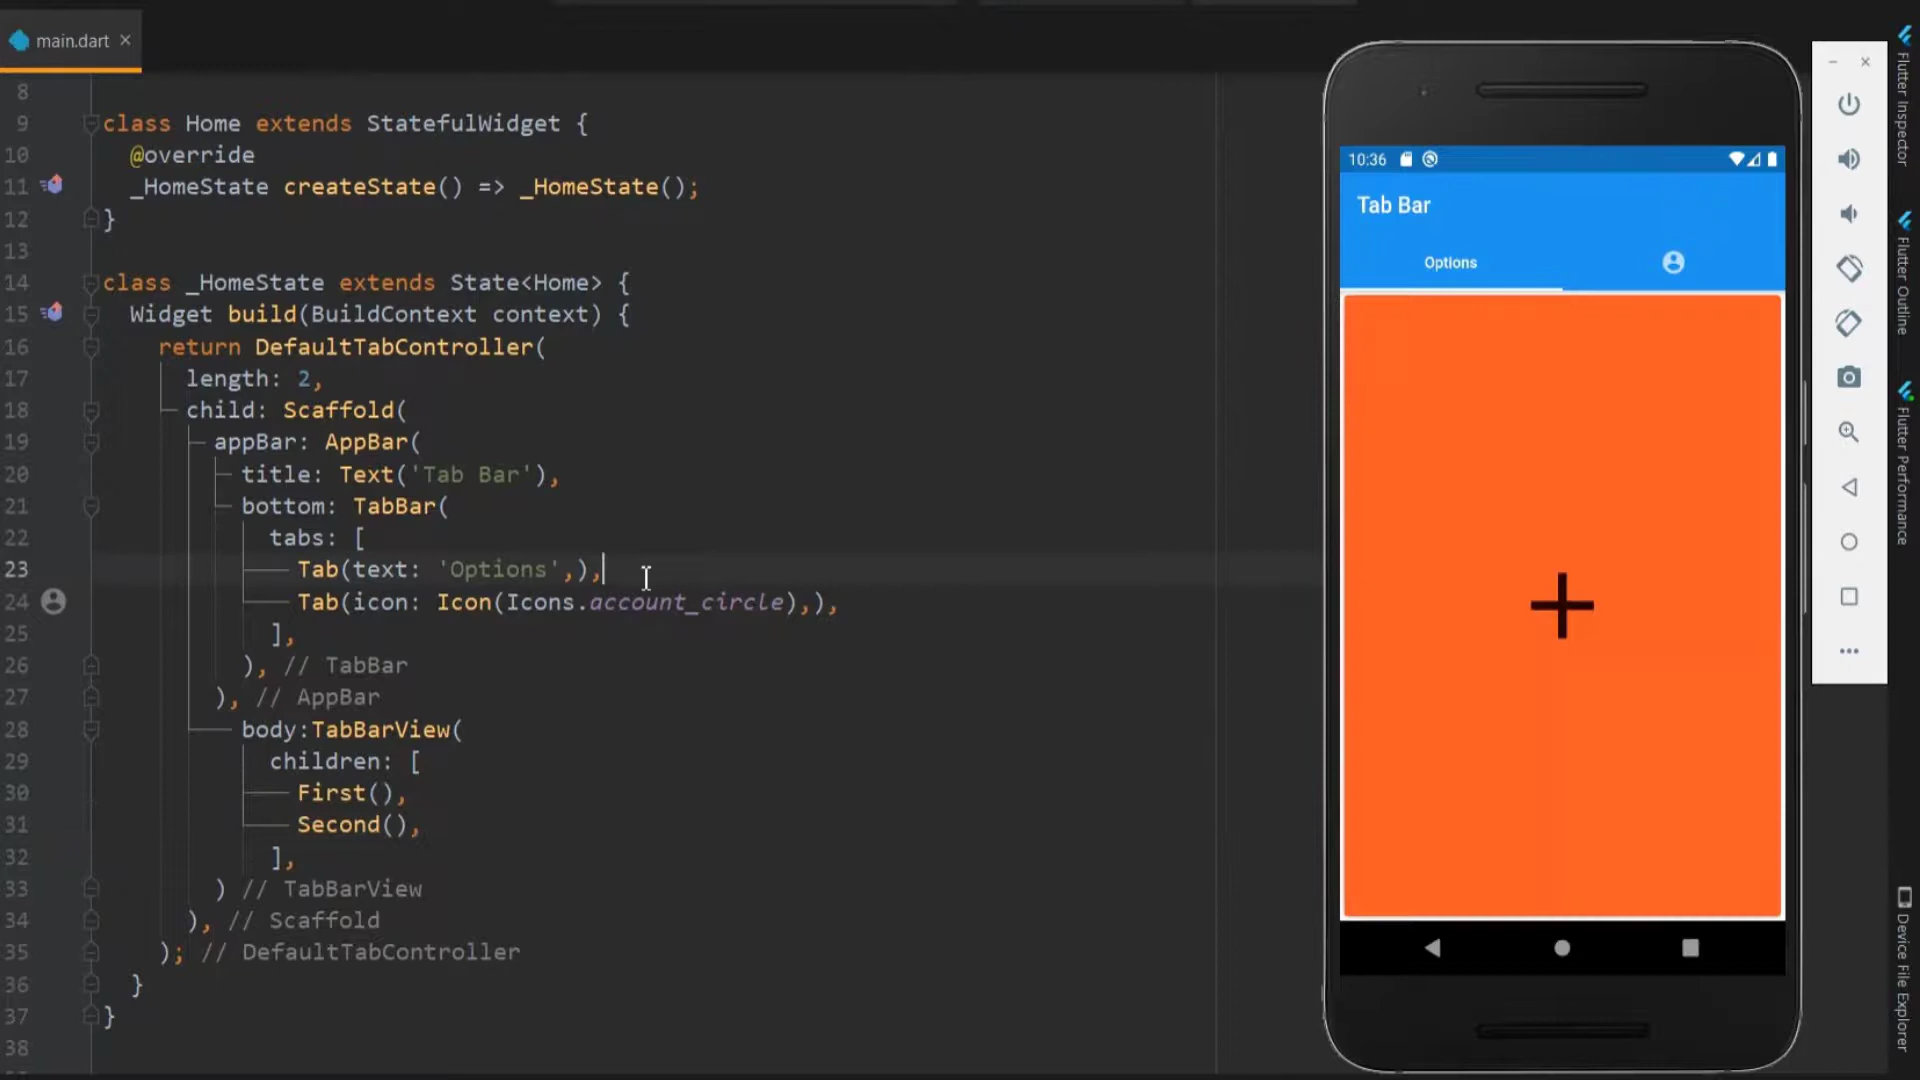 main.dart
8
9 class Home extends StatefulWidget {
10 @override
11 _HomeState createState() => _HomeState();
12 }
13
14 class _HomeState extends State<Home> {
15 Widget build(BuildContext context) {
16 return DefaultTabController(
17 length: 2,
18 child: Scaffold(
19 appBar: AppBar(
20 title: Text('Tab Bar'),
21 bottom: TabBar(
22 tabs: [
23 Tab(text: 'Options',),
24 Tab(icon: Icon(Icons.account_circle),),
25 ],
26 ), // TabBar
27 ), // AppBar
28 body:TabBarView(
29 children: [
30 First(),
31 Second(),
32 ],
33 ) // TabBarView
34 ), // Scaffold
35 ); // DefaultTabController
36 }
37 }
38
10:36
Tab Bar
Options
Flutter Inspector
Flutter Outline
Flutter Performance
Device File Explorer